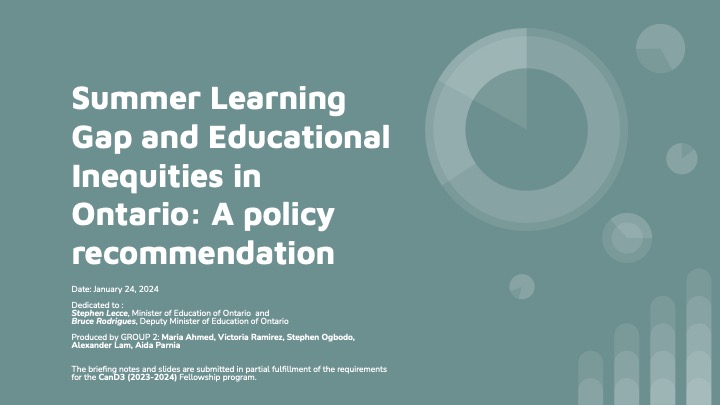 Summer Learning
Gap and Educational
Inequities in
Ontario: A policy
recommendation
Date: January 24, 2024
Dedicated to :
Stephen Lecce, Minister of Education of Ontario and
Bruce Rodrigues, Deputy Minister of Education of Ontario
Produced by GROUP 2: Maria Ahmed, Victoria Ramirez, Stephen Ogbodo,
Alexander Lam, Aida Parnia
The briefing notes and slides are submitted in partial fulfillment of the requirements
for the CanD3 (2023-2024) Fellowship program.